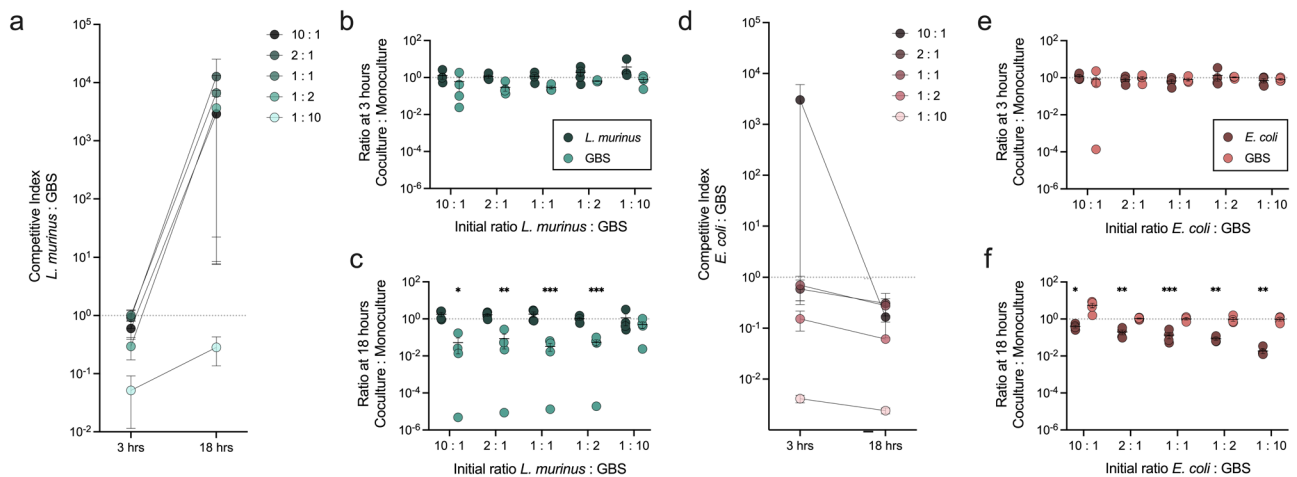 a
Competitive Index
L. murinus : GBS
10^5
10^4
10^3
10^2
10^1
10^0
10^-1
10^-2
3 hrs
18 hrs
10 : 1
2 : 1
1 : 1
1 : 2
1 : 10
b
Ratio at 3 hours
Coculture : Monoculture
10^2
10^0
10^-2
10^-4
10^-6
L. murinus
GBS
10 : 1
2 : 1
1 : 1
1 : 2
1 : 10
Initial ratio L. murinus : GBS
c
Ratio at 18 hours
Coculture : Monoculture
10^2
10^0
10^-2
10^-4
10^-6
*
**
***
***
10 : 1
2 : 1
1 : 1
1 : 2
1 : 10
Initial ratio L. murinus : GBS
d
Competitive Index
E. coli : GBS
10^5
10^4
10^3
10^2
10^1
10^0
10^-1
10^-2
3 hrs
18 hrs
10 : 1
2 : 1
1 : 1
1 : 2
1 : 10
e
Ratio at 3 hours
Coculture : Monoculture
10^2
10^0
10^-2
10^-4
10^-6
E. coli
GBS
10 : 1
2 : 1
1 : 1
1 : 2
1 : 10
Initial ratio E. coli : GBS
f
Ratio at 18 hours
Coculture : Monoculture
10^2
10^0
10^-2
10^-4
10^-6
*
**
***
**
**
10 : 1
2 : 1
1 : 1
1 : 2
1 : 10
Initial ratio E. coli : GBS